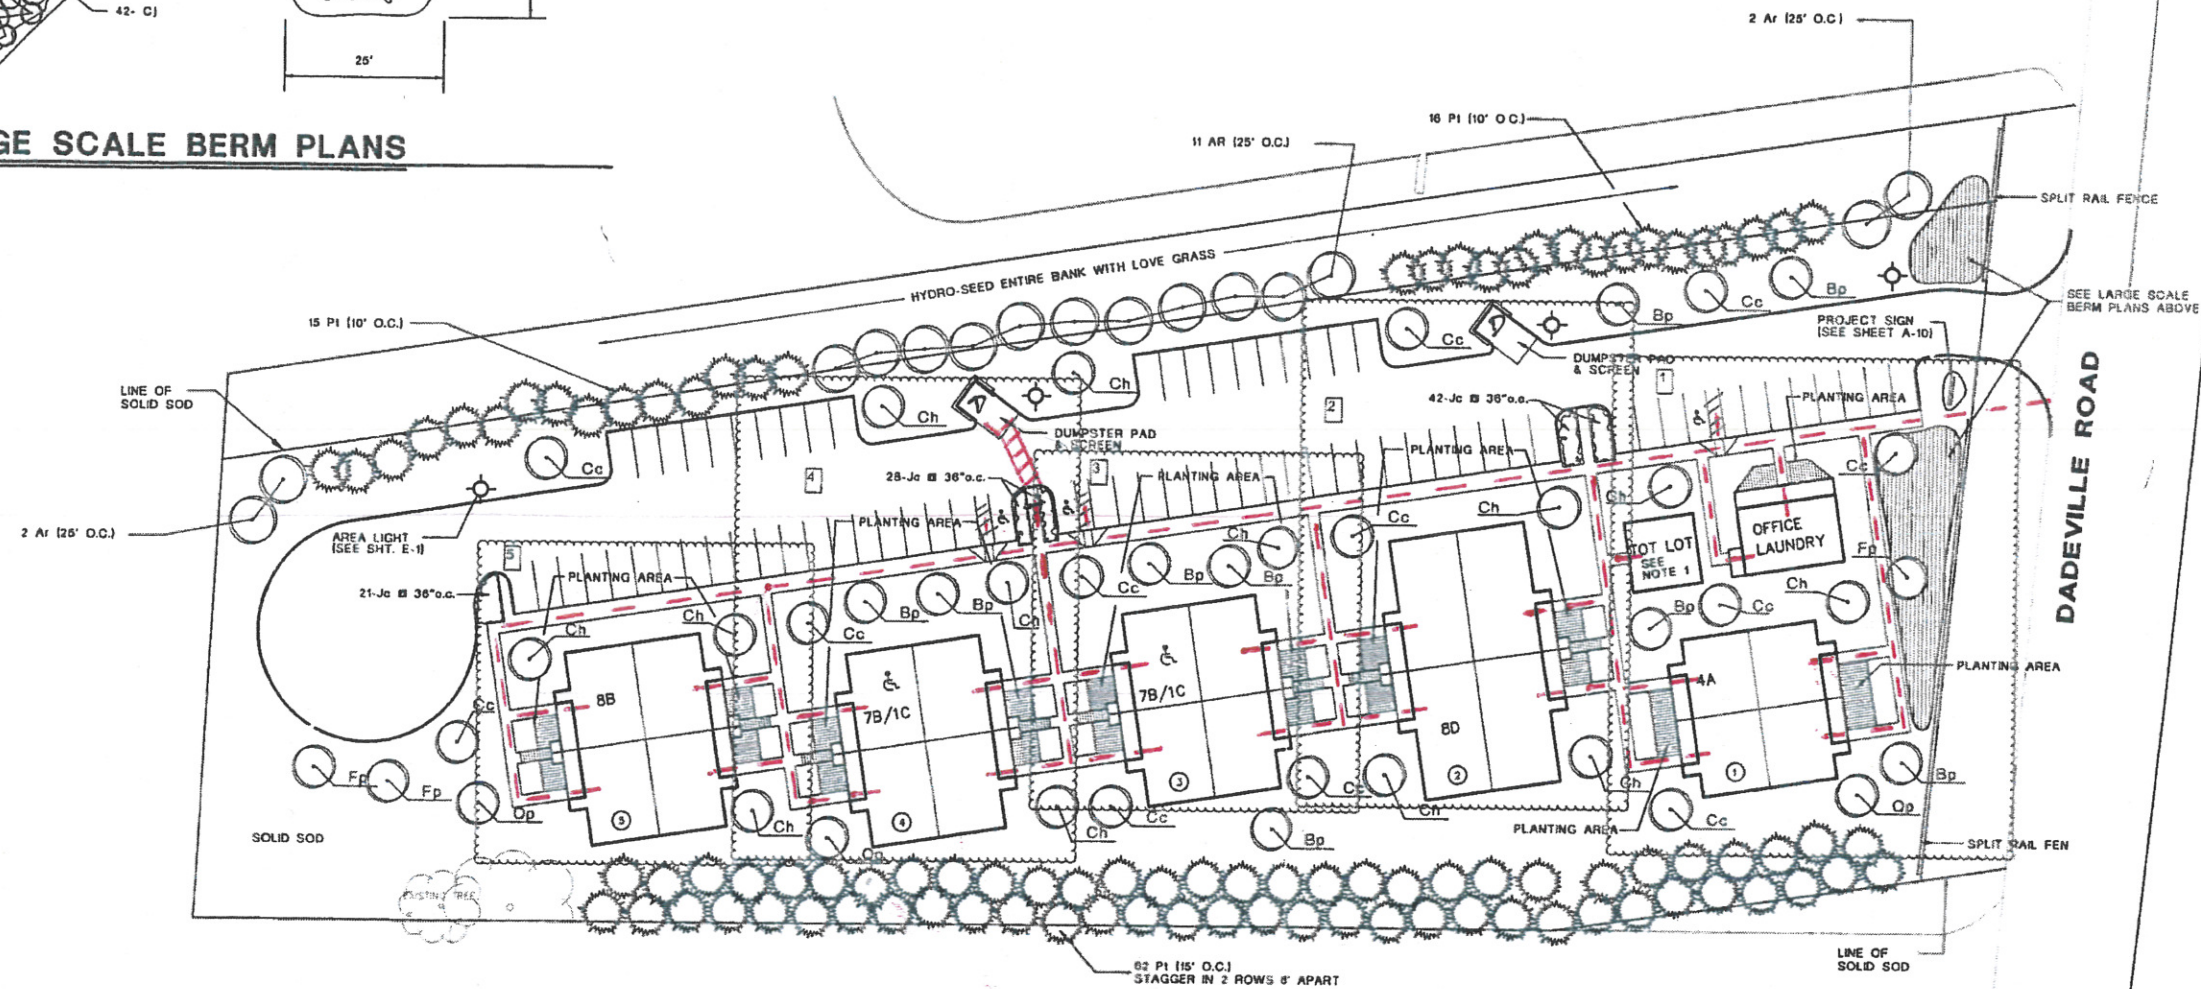 42- CJ
25'
GE SCALE BERM PLANS
2 Ar (25' O.C)
16 Pt (10' O.C.)
11 AR (25' O.C.)
SPLIT RAIL FENCE
HYDRO-SEED ENTIRE BANK WITH LOVE GRASS
Bp
Cc
Bp
SEE LARGE SCALE
BERM PLANS ABOVE
15 Pt (10' O.C.)
PROJECT SIGN
(SEE SHEET A-10)
Cc
DUMPSTER PAD
& SCREEN
LINE OF
SOLID SOD
Ch
Ch
1
PLANTING AREA
42-Jc @ 36"o.c.
2
DUMPSTER PAD
& SCREEN
DADEVILLE ROAD
Cc
4
28-Jc @ 36"o.c.
3
PLANTING AREA
PLANTING AREA
Cc
Ch
Ch
2 Ar (25' O.C.)
AREA LIGHT
(SEE SHT. E-1)
PLANTING AREA
Cc
Ch
TOT LOT
SEE
NOTE 1
OFFICE
LAUNDRY
Fp
5
PLANTING AREA
21-Jc @ 36"o.c.
Cc
Bp
Bp
Ch
Ch
Ch
Cc
Bp
Bp
Ch
Bp
Cc
8B
7B/1C
7B/1C
8D
4A
PLANTING AREA
Cc
Fp
Fp
Op
5
Ch
4
Op
Ch
Cc
3
Cc
Bp
Ch
2
Ch
PLANTING AREA
Cc
1
Op
Bp
SOLID SOD
SPLIT RAIL FEN
EXISTING TREE
62 Pt (15' O.C.)
STAGGER IN 2 ROWS 8' APART
LINE OF
SOLID SOD